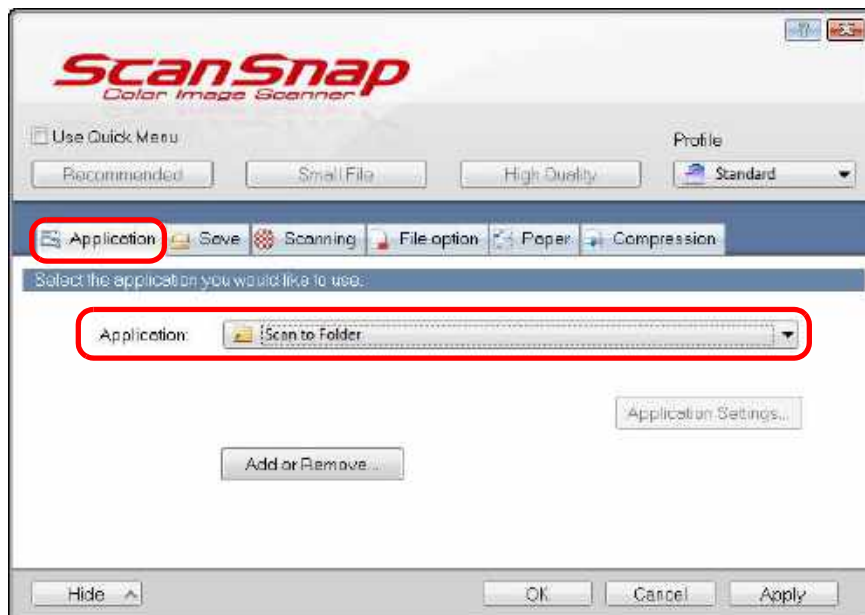 ScanSnap
Color Image Scanner
Use Quick Menu
Profile
Recommended Small File High Quality Standard
Application Save Scanning File option Paper Compression
Select the application you would like to use.
Application: Scan to Folder
Application Settings...
Add or Remove...
Hide OK Cancel Apply